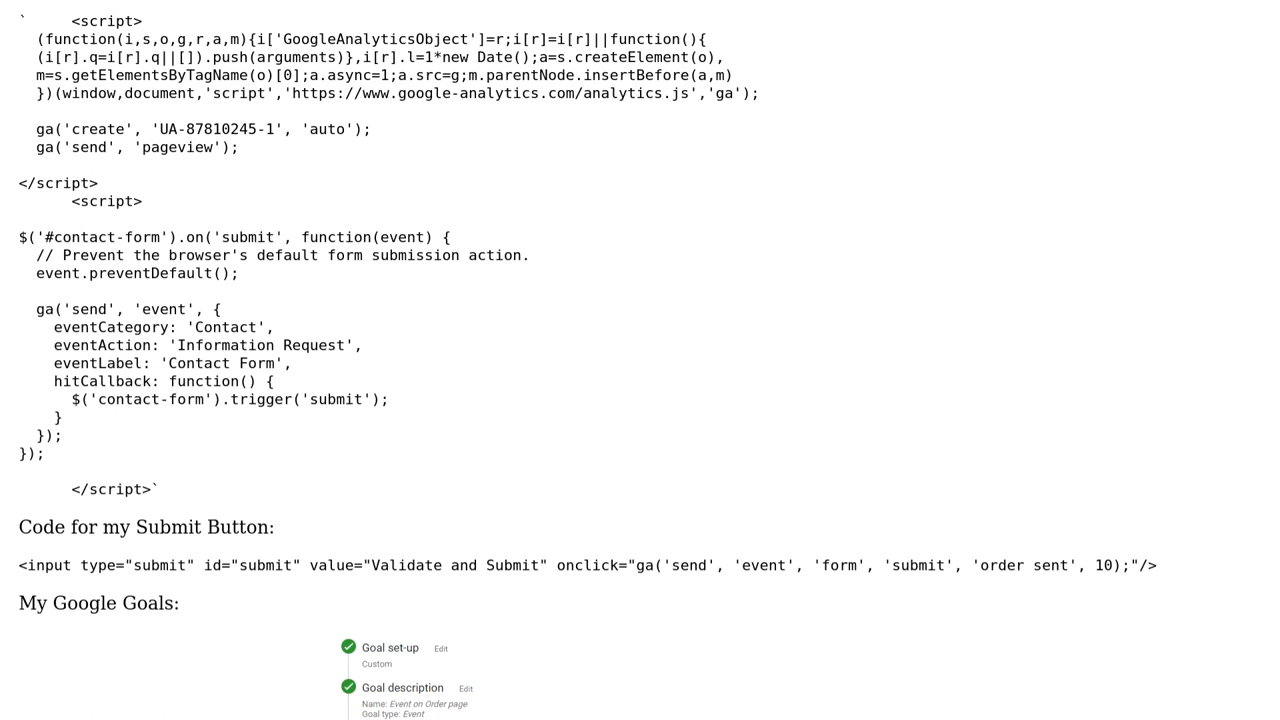 `     <script>
  (function(i,s,o,g,r,a,m){i['GoogleAnalyticsObject']=r;i[r]=i[r]||function(){
  (i[r].q=i[r].q||[]).push(arguments)},i[r].l=1*new Date();a=s.createElement(o),
  m=s.getElementsByTagName(o)[0];a.async=1;a.src=g;m.parentNode.insertBefore(a,m)
  })(window,document,'script','https://www.google-analytics.com/analytics.js','ga');

  ga('create', 'UA-87810245-1', 'auto');
  ga('send', 'pageview');

</script>
      <script>

$('#contact-form').on('submit', function(event) {
  // Prevent the browser's default form submission action.
  event.preventDefault();

  ga('send', 'event', {
    eventCategory: 'Contact',
    eventAction: 'Information Request',
    eventLabel: 'Contact Form',
    hitCallback: function() {
      $('contact-form').trigger('submit');
    }
  });
});

      </script>`
Code for my Submit Button:
<input type="submit" id="submit" value="Validate and Submit" onclick="ga('send', 'event', 'form', 'submit', 'order sent', 10);"/>
My Google Goals:
Goal set-up Edit
Custom
Goal description Edit
Name: Event on Order page
Goal type: Event